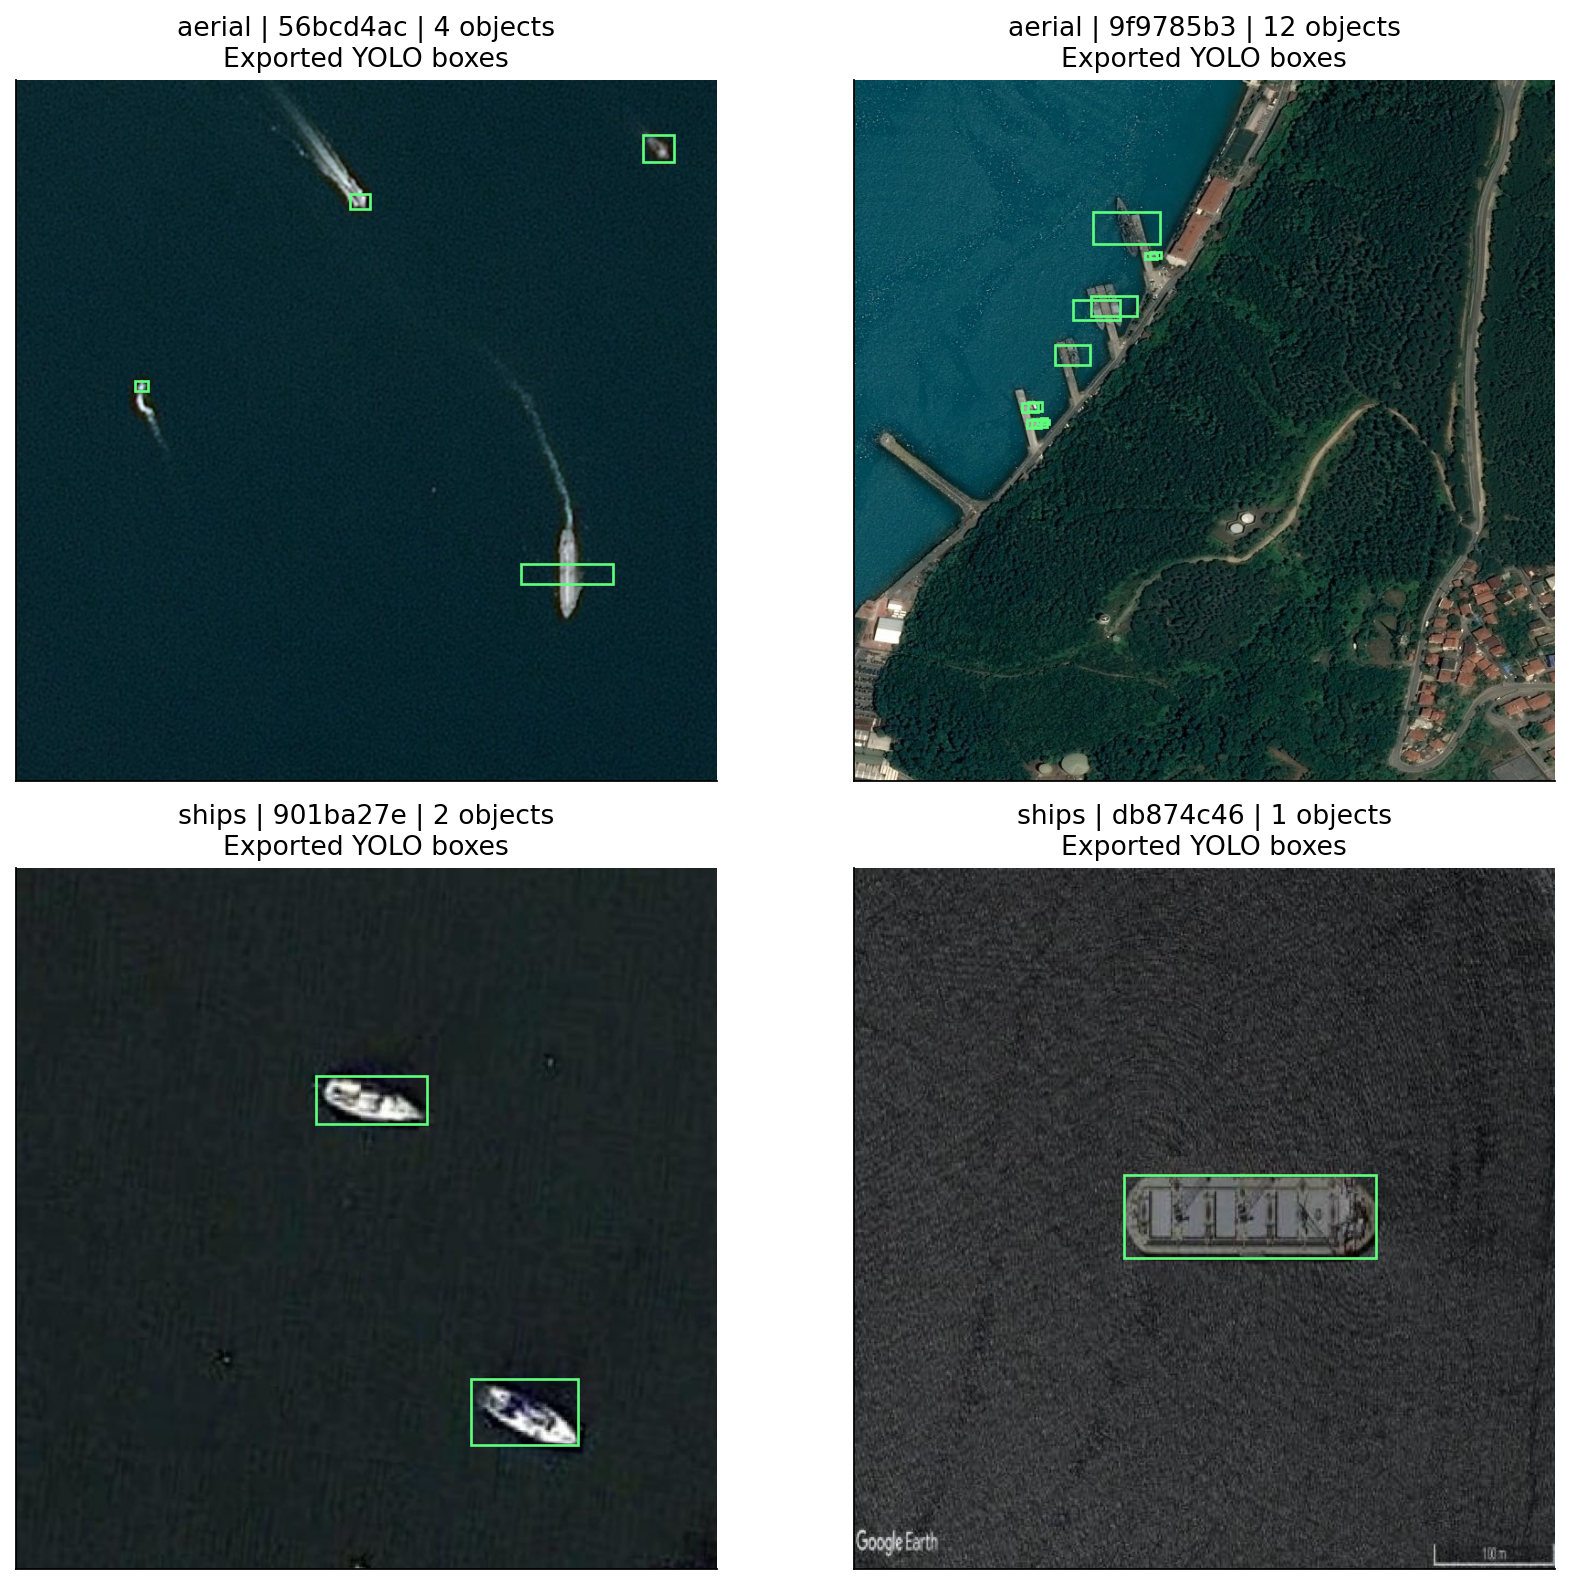 aerial | 56bcd4ac | 4 objects
Exported YOLO boxes
aerial | 9f9785b3 | 12 objects
Exported YOLO boxes
ships | 901ba27e | 2 objects
Exported YOLO boxes
ships | db874c46 | 1 objects
Exported YOLO boxes
Google Earth
100 m